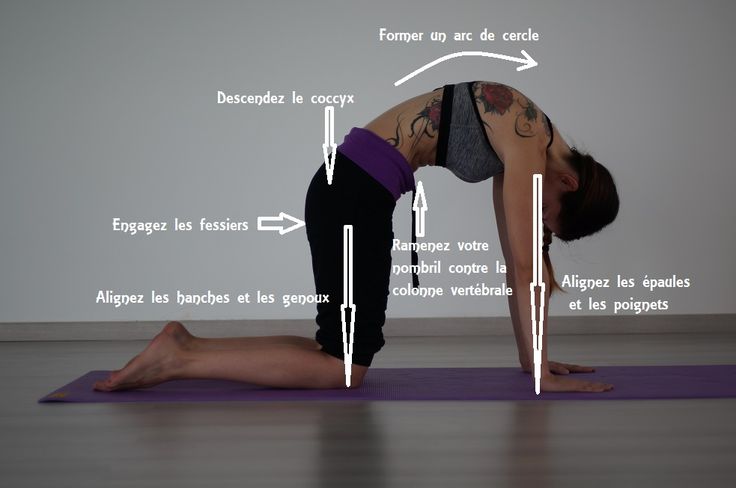 Former un arc de cercle
Descendez le coccyx
Engagez les fessiers
Ramenez votre
nombril contre la
colonne vertébrale
Alignez les hanches et les genoux
Alignez les épaules
et les poignets